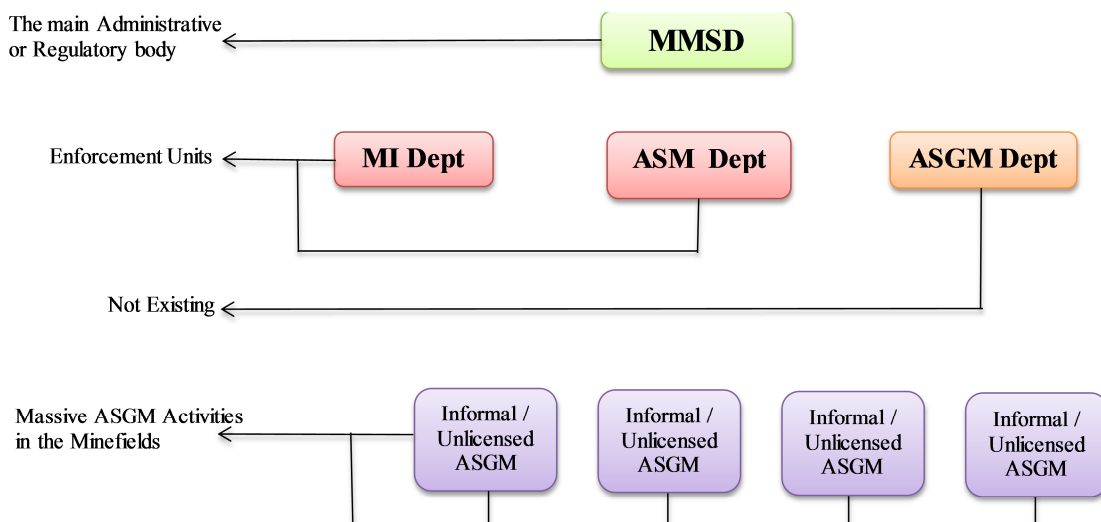 The main Administrative
or Regulatory body
MMSD
Enforcement Units
MI Dept
ASM Dept
ASGM Dept
Not Existing
Massive ASGM Activities
in the Minefields
Informal /
Unlicensed
ASGM
Informal /
Unlicensed
ASGM
Informal /
Unlicensed
ASGM
Informal /
Unlicensed
ASGM